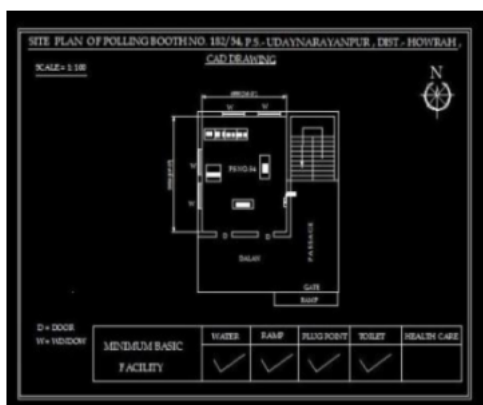 SITE PLAN OF POLLING BOOTH NO. 182/54, P.S.- UDAYNARAYANPUR , DIST.- HOWRAH ,
CAD DRAWING
SCALE = 1: 100
N
W W
W
W
D D
PASSAGE
DALAN
GATE
RAMP
D = DOOR
W = WINDOW
MINIMUM BASIC
FACILITY
WATER RAMP PLUG POINT TOILET HEALTH CARE